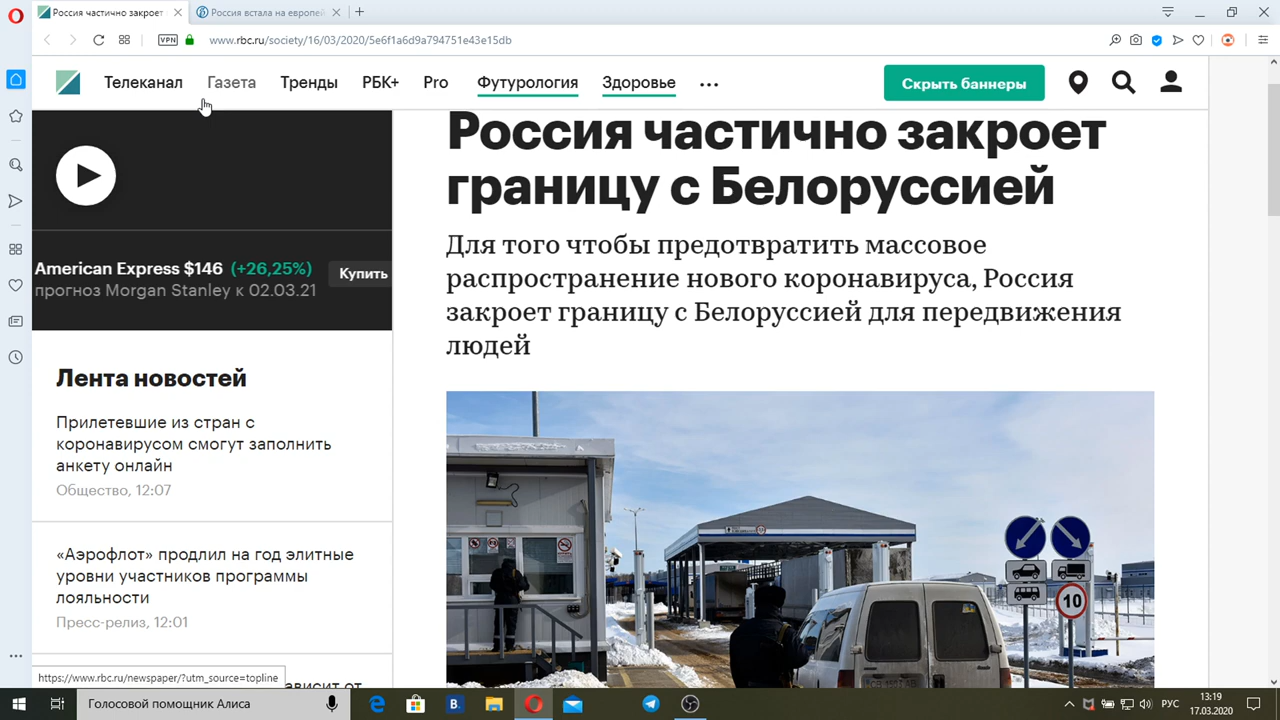 Россия частично закроет
Россия встала на европей
VPN
www.rbc.ru/society/16/03/2020/5e6f1a6d9a794751e43e15db
Телеканал
Газета
Тренды
РБК+
Pro
Футурология
Здоровье
Скрыть баннеры
American Express $146 (+26,25%)
Купить
прогноз Morgan Stanley к 02.03.21
Лента новостей
Прилетевшие из стран с
коронавирусом смогут заполнить
анкету онлайн
Общество, 12:07
«Аэрофлот» продлил на год элитные
уровни участников программы
лояльности
Пресс-релиз, 12:01
Россия частично закроет
границу с Белоруссией
Для того чтобы предотвратить массовое
распространение нового коронавируса, Россия
закроет границу с Белоруссией для передвижения
людей
10
https://www.rbc.ru/newspaper/?utm_source=topline
Голосовой помощник Алиса
B
РУС
13:19
17.03.2020